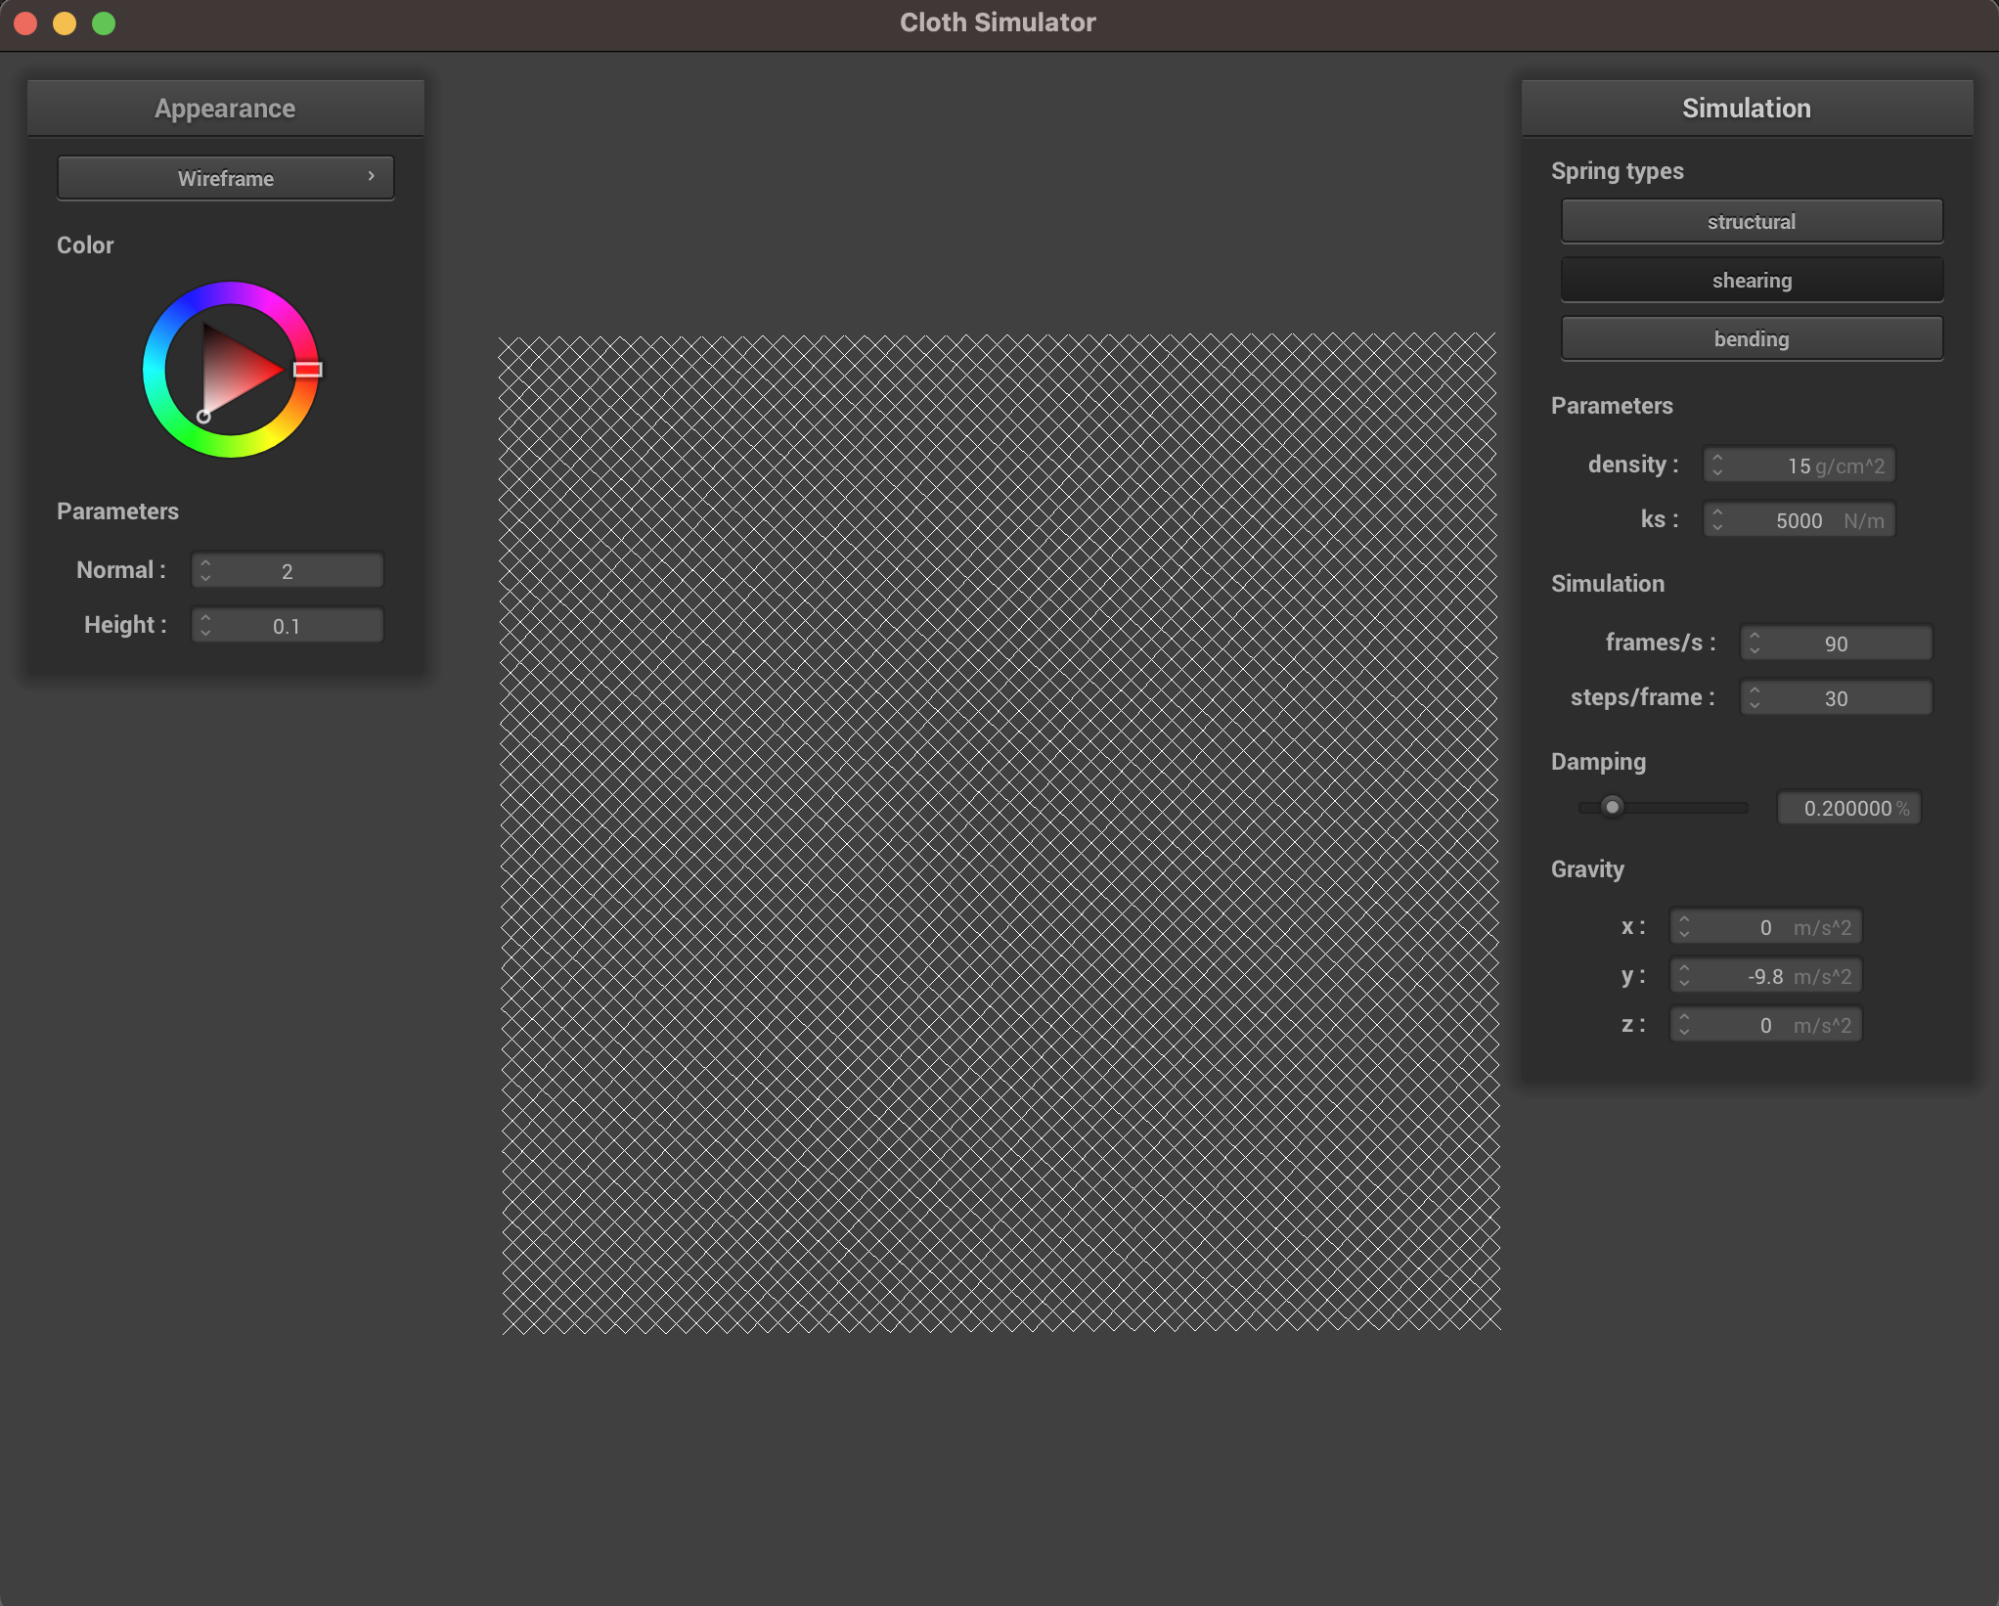 Cloth Simulator
Appearance
Wireframe
Color
Parameters
Normal : 2
Height : 0.1
Simulation
Spring types
structural
shearing
bending
Parameters
density : 15 g/cm^2
ks : 5000 N/m
Simulation
frames/s : 90
steps/frame : 30
Damping
0.200000 %
Gravity
x : 0 m/s^2
y : -9.8 m/s^2
z : 0 m/s^2